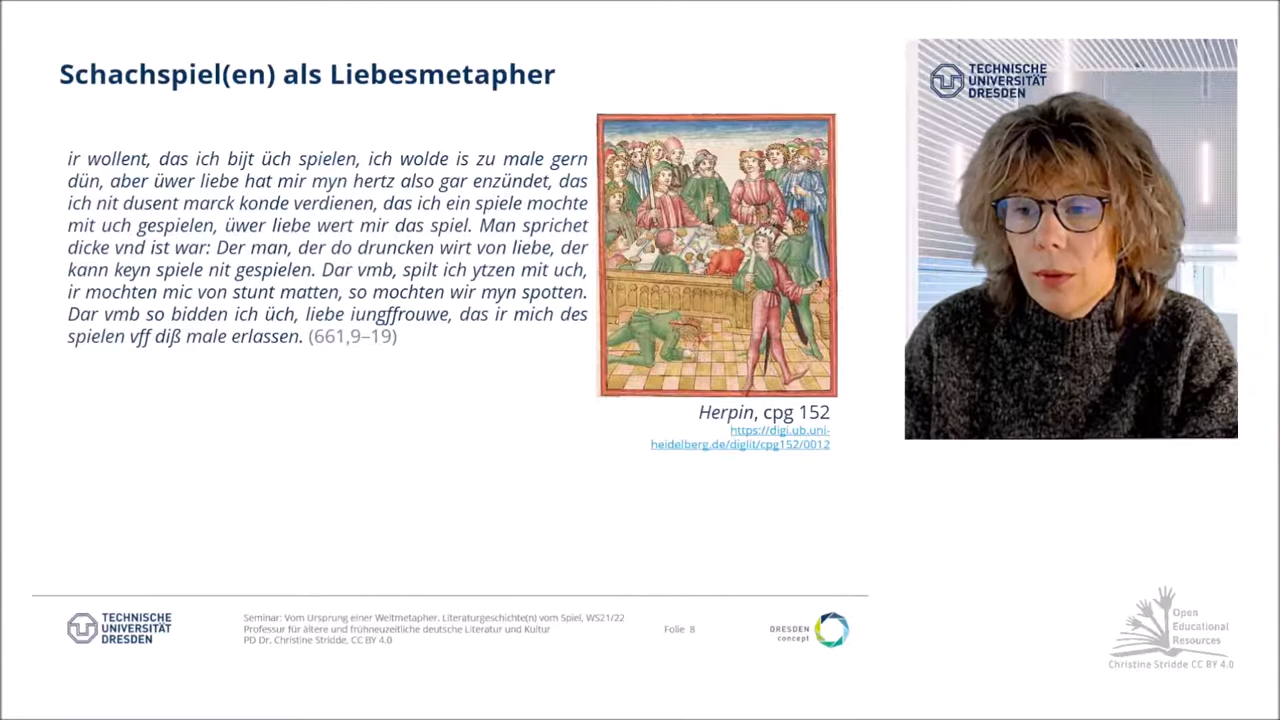 Schachspiel(en) als Liebesmetapher
ir wollent, das ich bijt üch spielen, ich wolde is zu male gern
dün, aber üwer liebe hat mir myn hertz also gar enzündet, das
ich nit dusent marck konde verdienen, das ich ein spiele mochte
mit uch gespielen, üwer liebe wert mir das spiel. Man sprichet
dicke vnd ist war: Der man, der do druncken wirt von liebe, der
kann keyn spiele nit gespielen. Dar vmb, spilt ich ytzen mit uch,
ir mochten mic von stunt matten, so mochten wir myn spotten.
Dar vmb so bidden ich üch, liebe iungffrouwe, das ir mich des
spielen vff diß male erlassen. (661,9–19)
Herpin, cpg 152
https://digi.ub.uni-
heidelberg.de/diglit/cpg152/0012
TECHNISCHE
UNIVERSITÄT
DRESDEN
TECHNISCHE
UNIVERSITÄT
DRESDEN
Seminar: Vom Ursprung einer Weltmetapher. Literaturgeschichte(n) vom Spiel, WS21/22
Professur für ältere und frühneuzeitliche deutsche Literatur und Kultur
PD Dr. Christine Stridde, CC BY 4.0
Folie 8
DRESDEN
concept
Open
Educational
Resources
Christine Stridde CC BY 4.0